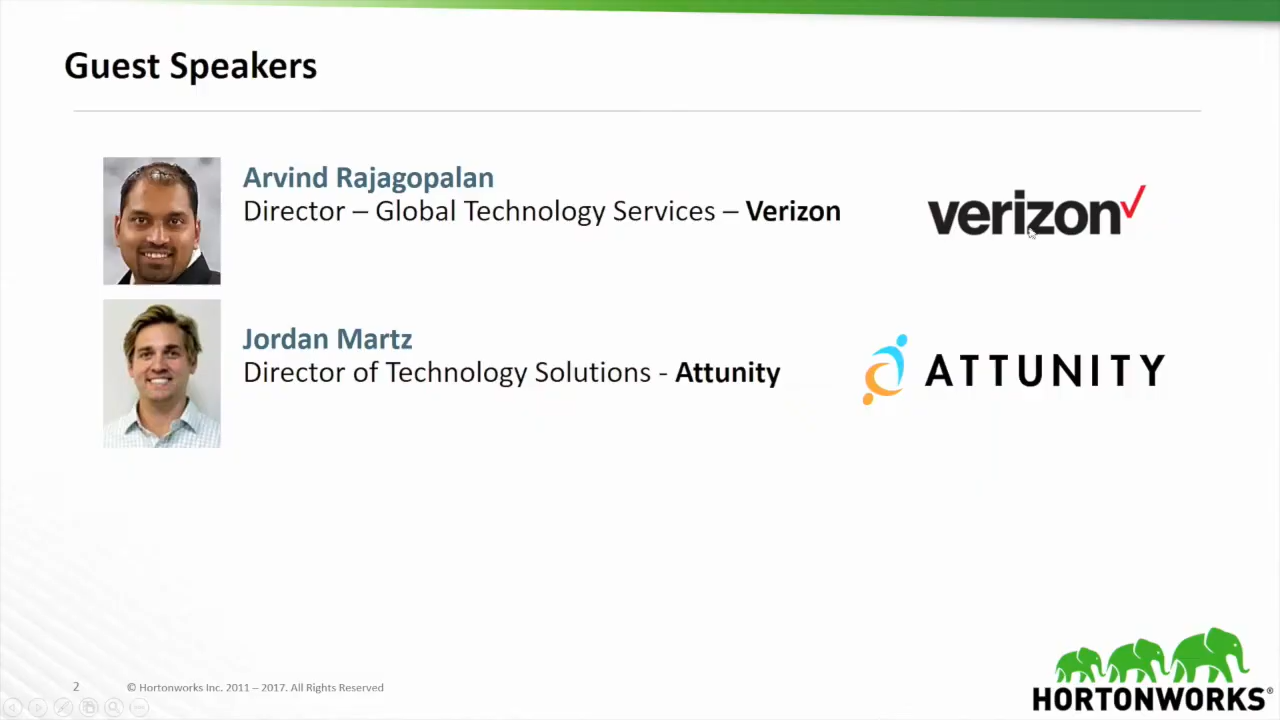 Guest Speakers
Arvind Rajagopalan
Director – Global Technology Services – Verizon
verizon
Jordan Martz
Director of Technology Solutions - Attunity
ATTUNITY
2 © Hortonworks Inc. 2011 – 2017. All Rights Reserved
HORTONWORKS®